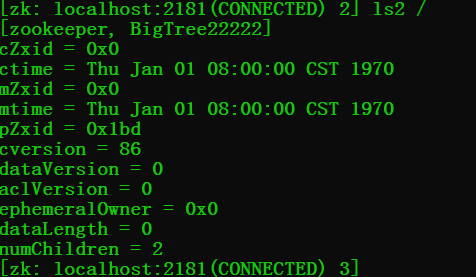 [zk: localhost:2181(CONNECTED) 2] ls2 /
[zookeeper, BigTree22222]
cZxid = 0x0
ctime = Thu Jan 01 08:00:00 CST 1970
mZxid = 0x0
mtime = Thu Jan 01 08:00:00 CST 1970
pZxid = 0x1bd
cversion = 86
dataVersion = 0
aclVersion = 0
ephemeralOwner = 0x0
dataLength = 0
numChildren = 2
[zk: localhost:2181(CONNECTED) 3]